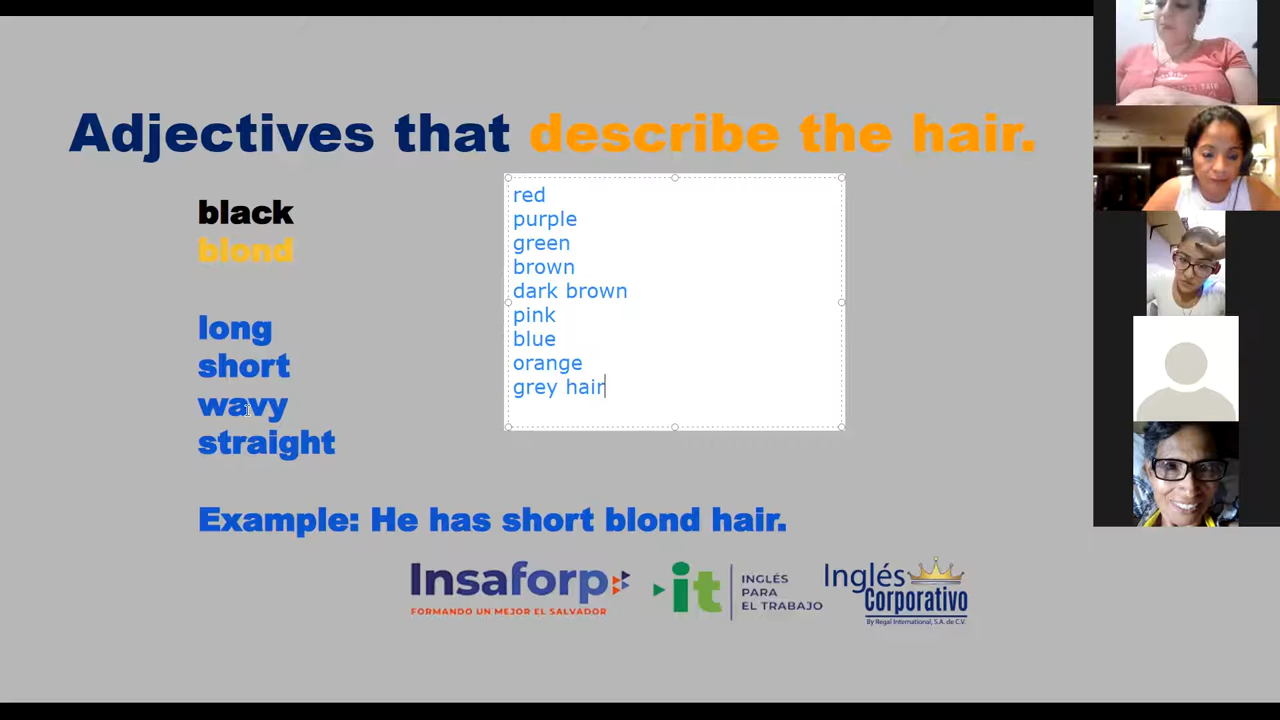 Adjectives that describe the hair.
black
blond
long
short
wavy
straight
red
purple
green
brown
dark brown
pink
blue
orange
grey hair
Example: He has short blond hair.
Insaforp
FORMANDO UN MEJOR EL SALVADOR
it
INGLÉS
PARA
EL TRABAJO
Inglés
Corporativo
By Regal International, S.A. de C.V.